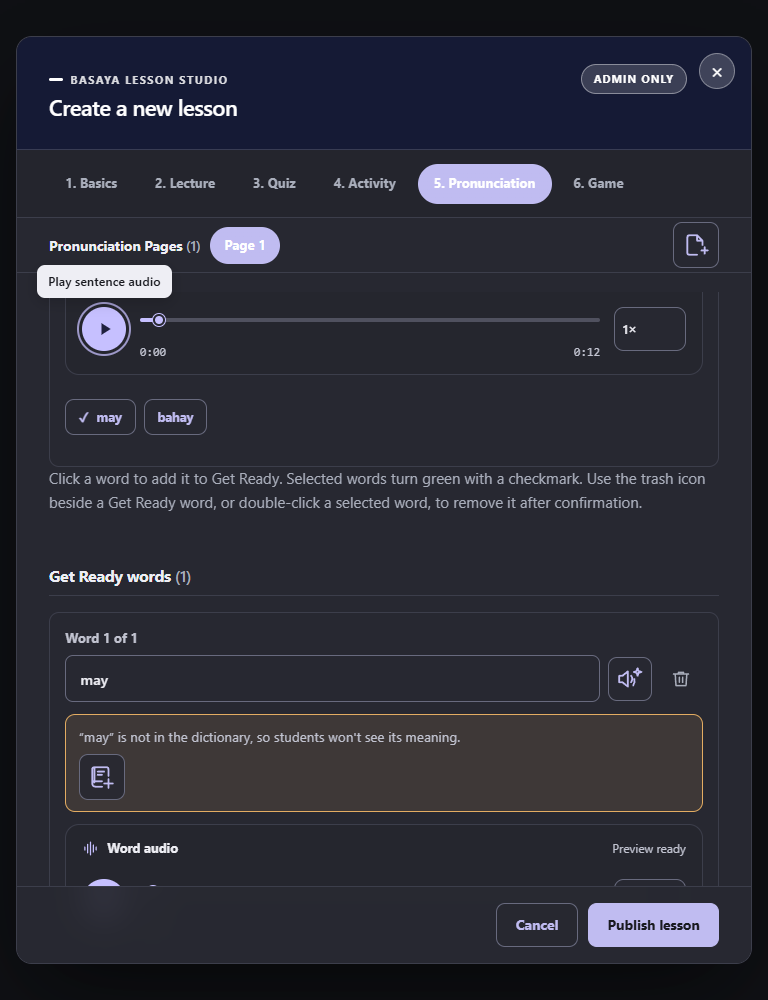 BASAYA LESSON STUDIO
ADMIN ONLY
Create a new lesson
1. Basics 2. Lecture 3. Quiz 4. Activity 5. Pronunciation 6. Game
Pronunciation Pages (1) Page 1
Play sentence audio
1×
0:00 0:12
✓ may bahay
Click a word to add it to Get Ready. Selected words turn green with a checkmark. Use the trash icon
beside a Get Ready word, or double-click a selected word, to remove it after confirmation.
Get Ready words (1)
Word 1 of 1
may
“may” is not in the dictionary, so students won’t see its meaning.
Word audio Preview ready
Cancel Publish lesson